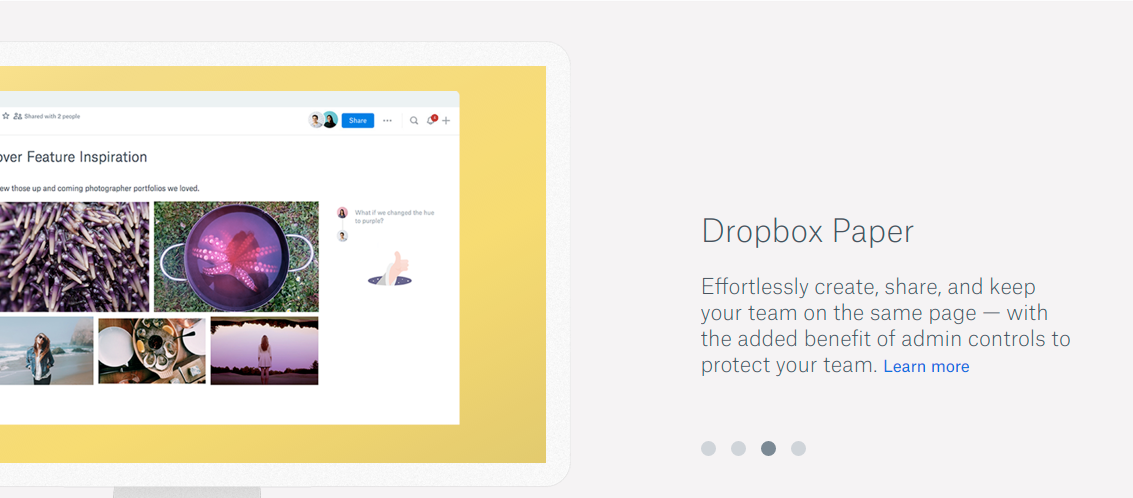 Shared with 2 people
Share
over Feature Inspiration
those up and coming photographer portfolios we loved.
What if we changed the hue
to purple?
Dropbox Paper
Effortlessly create, share, and keep
your team on the same page — with
the added benefit of admin controls to
protect your team. Learn more